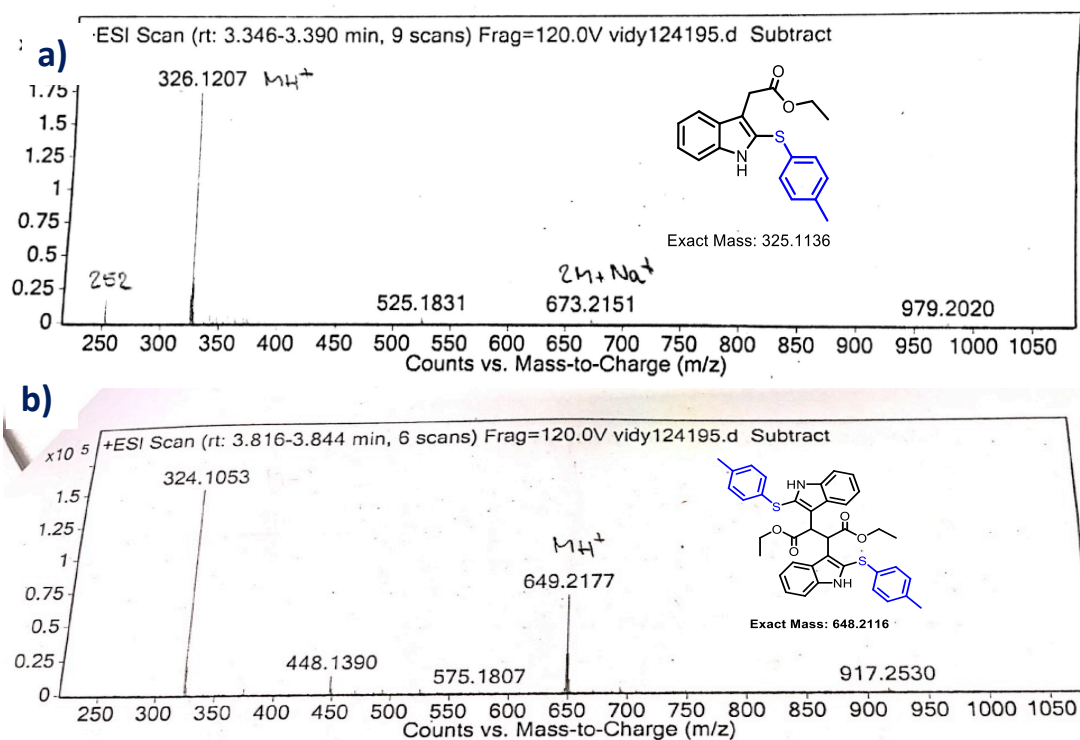 a)
+ESI Scan (rt: 3.346-3.390 min, 9 scans) Frag=120.0V vidy124195.d Subtract
326.1207 MH+
1.75
1.5
1.25
1
0.75
0.5
0.25
0
252
525.1831
2M+Na+
673.2151
979.2020
O
O
S
N
H
Exact Mass: 325.1136
250 300 350 400 450 500 550 600 650 700 750 800 850 900 950 1000 1050
Counts vs. Mass-to-Charge (m/z)
b)
x10 5
+ESI Scan (rt: 3.816-3.844 min, 6 scans) Frag=120.0V vidy124195.d Subtract
324.1053
1.5
1.25
1
0.75
0.5
0.25
0
MH+
649.2177
448.1390
575.1807
917.2530
HN
S
O
O
O
O
S
NH
Exact Mass: 648.2116
250 300 350 400 450 500 550 600 650 700 750 800 850 900 950 1000 1050
Counts vs. Mass-to-Charge (m/z)